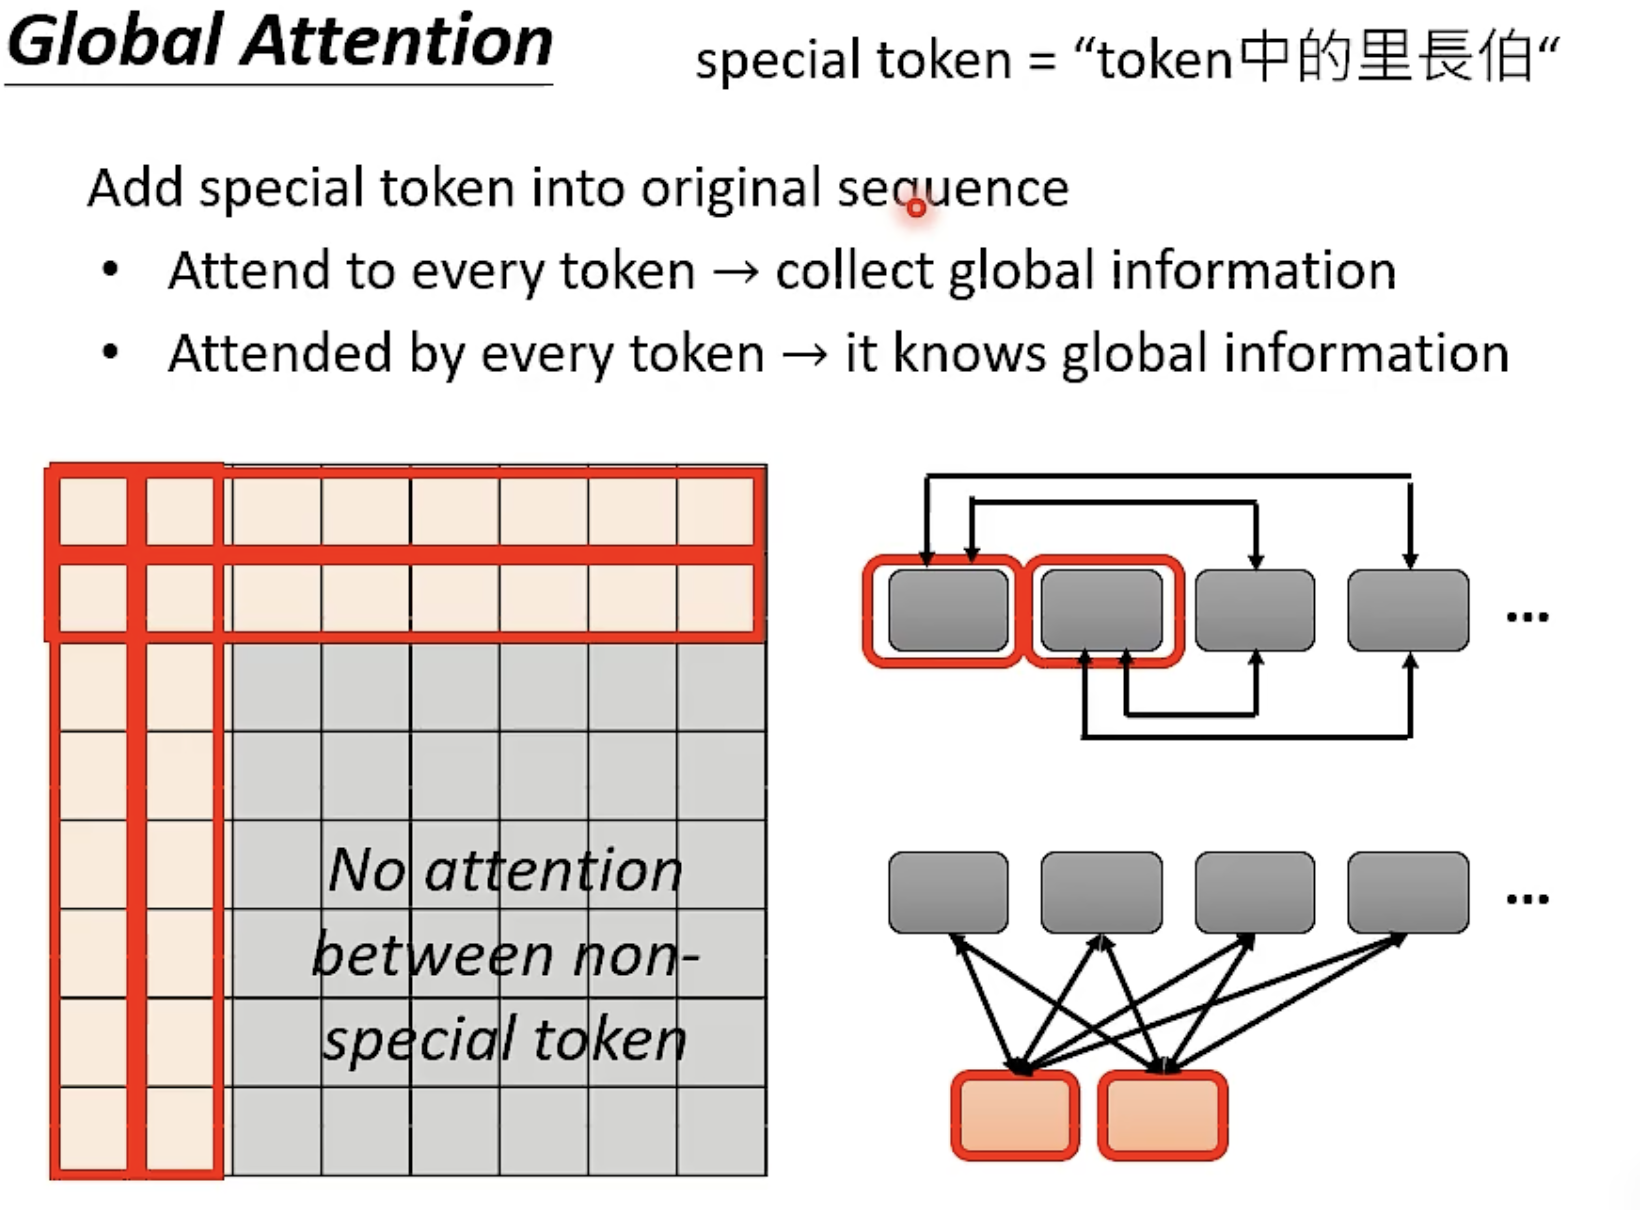 Global Attention
special token = “token中的里長伯“
Add special token into original sequence
• Attend to every token → collect global information
• Attended by every token → it knows global information
No attention
between non-
special token
...
...